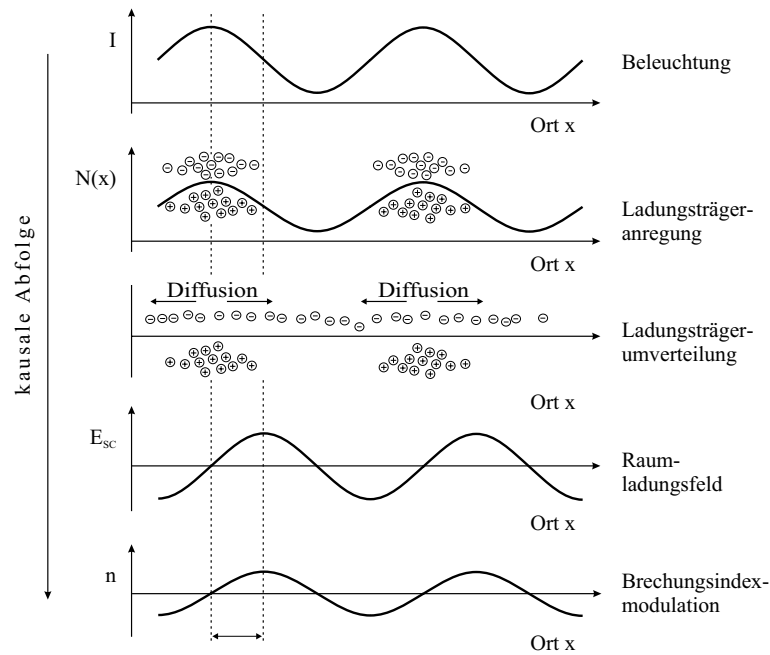 I
Beleuchtung
Ort x
N(x)
Ladungsträger-
anregung
Ort x
Diffusion
Diffusion
Ladungsträger-
umverteilung
Ort x
E_SC
Raum-
ladungsfeld
Ort x
n
Brechungsindex-
modulation
Ort x
kausale Abfolge